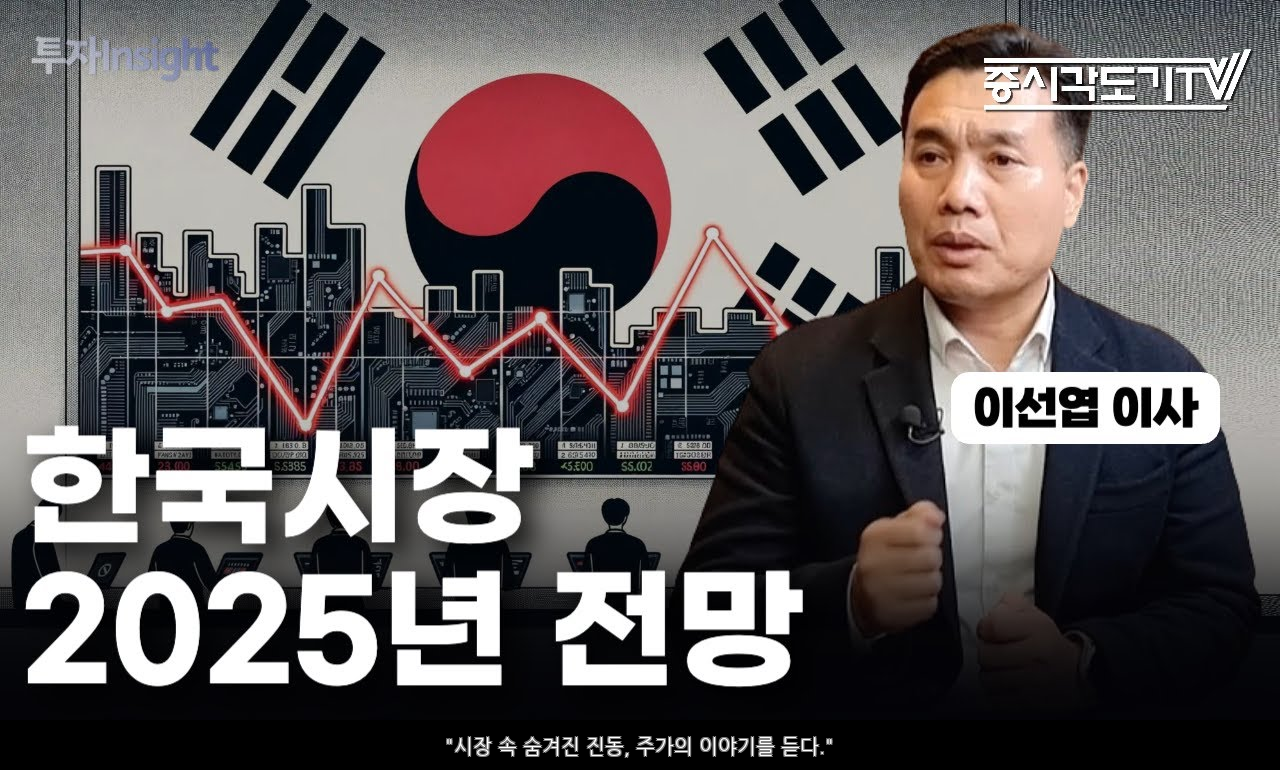 투자Insight
증시각도기TV
이선엽 이사
한국시장
2025년 전망
"시장 속 숨겨진 진동, 주가의 이야기를 듣다."